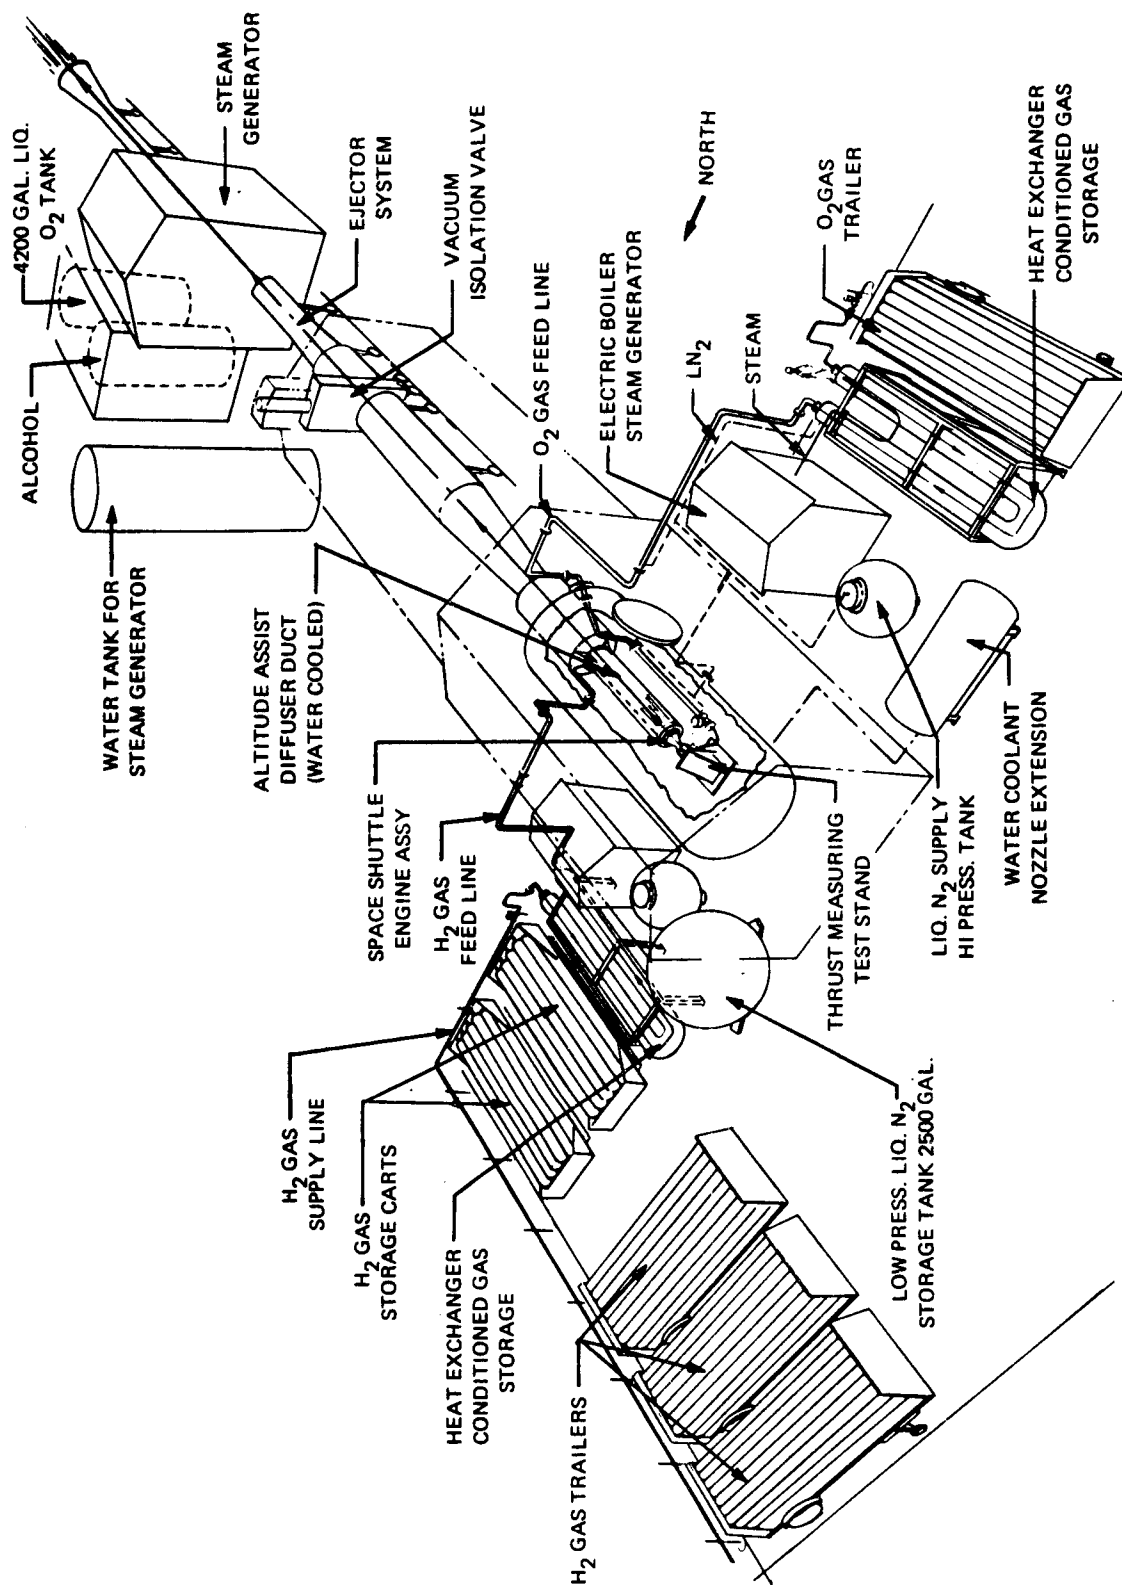 4200 GAL. LIQ.
O2 TANK
STEAM
GENERATOR
ALCOHOL
EJECTOR
SYSTEM
VACUUM
ISOLATION VALVE
WATER TANK FOR
STEAM GENERATOR
NORTH
ALTITUDE ASSIST
DIFFUSER DUCT
(WATER COOLED)
O2 GAS FEED LINE
ELECTRIC BOILER
STEAM GENERATOR
LN2
STEAM
O2 GAS
TRAILER
HEAT EXCHANGER
CONDITIONED GAS
STORAGE
SPACE SHUTTLE
ENGINE ASSY
H2 GAS
FEED LINE
H2 GAS
SUPPLY LINE
H2 GAS
STORAGE CARTS
HEAT EXCHANGER
CONDITIONED GAS
STORAGE
H2 GAS TRAILERS
THRUST MEASURING
TEST STAND
LIQ. N2 SUPPLY
HI PRESS. TANK
WATER COOLANT
NOZZLE EXTENSION
LOW PRESS. LIQ. N2
STORAGE TANK 2500 GAL.